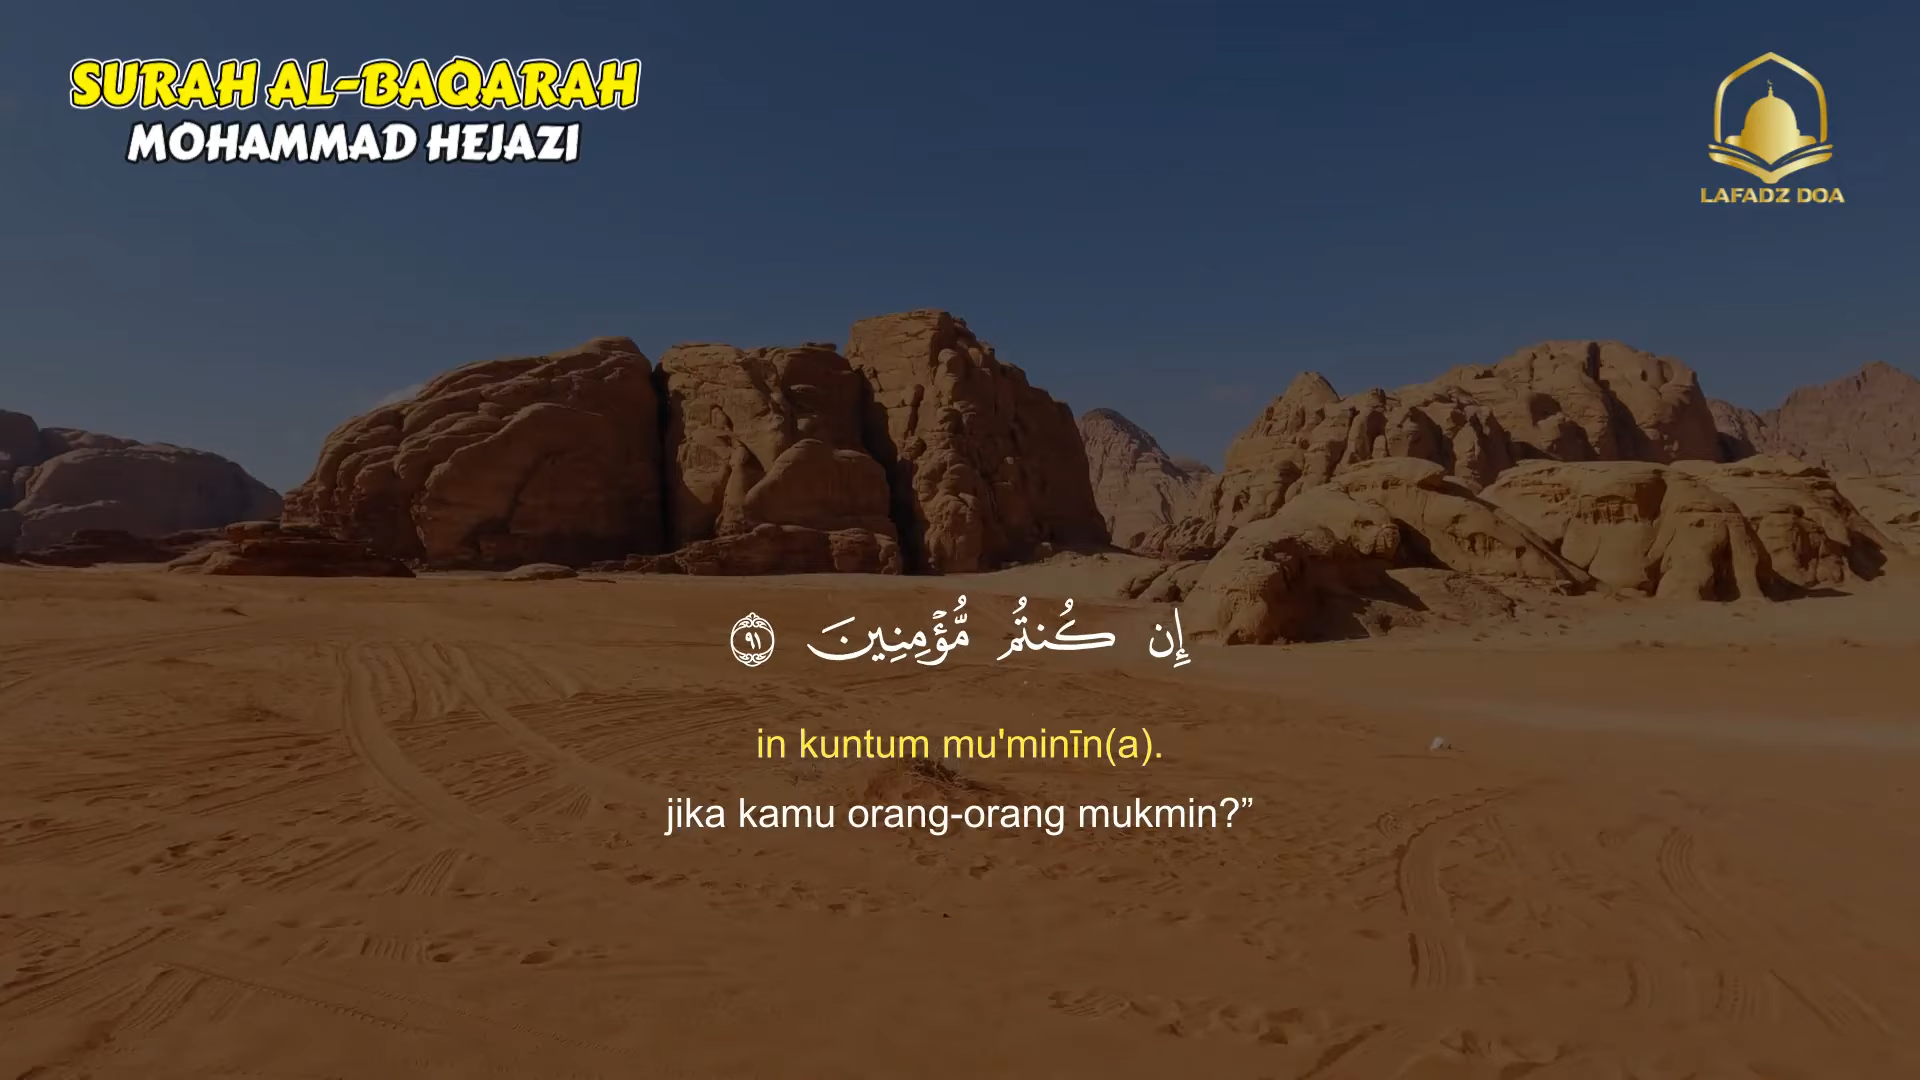 SURAH AL-BAQARAH
MOHAMMAD HEJAZI
LAFADZ DOA
إِن كُنتُم مُّؤْمِنِينَ ۝٩١
in kuntum mu'minīn(a).
jika kamu orang-orang mukmin?”